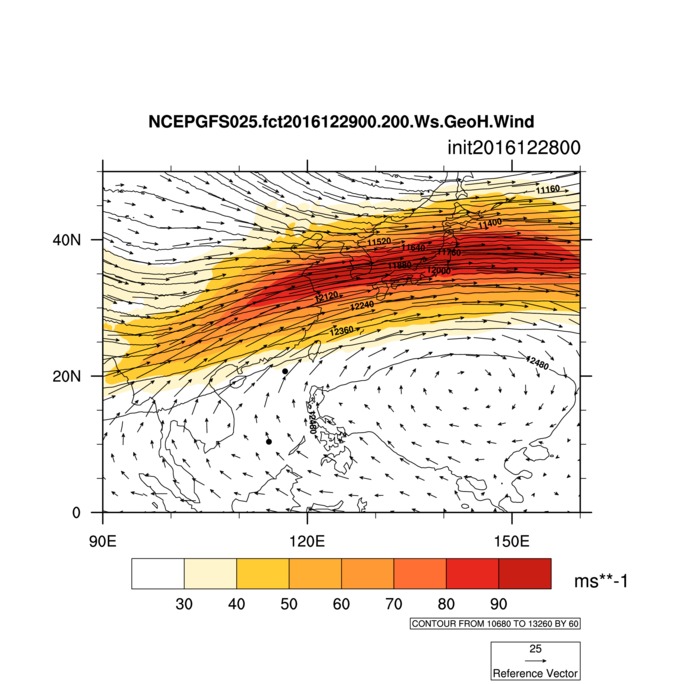 NCEPGFS025.fct2016122900.200.Ws.GeoH.Wind
init2016122800
11160
11400
40N
11520
11640
11760
11880
12000
12120
12240
12360
20N
12480
12480
0
90E 120E 150E
ms**-1
30 40 50 60 70 80 90
CONTOUR FROM 10680 TO 13260 BY 60
25
Reference Vector